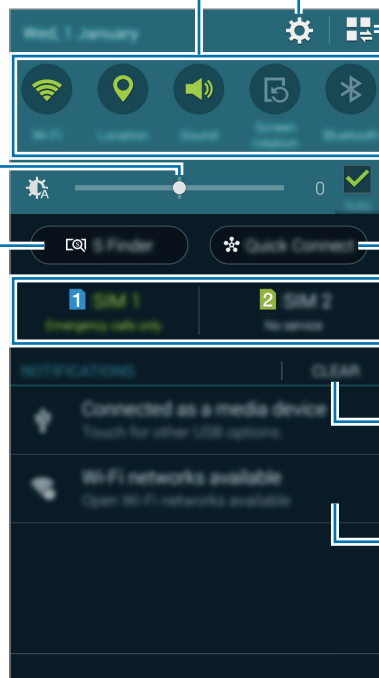 Wed, 1 January
Wi-Fi
Location
Sound
Screen rotation
Bluetooth
0
Auto
S Finder
Quick Connect
1 SIM 1
Emergency calls only
2 SIM 2
No service
NOTIFICATIONS
CLEAR
Connected as a media device
Touch for other USB options.
Wi-Fi networks available
Open Wi-Fi networks available